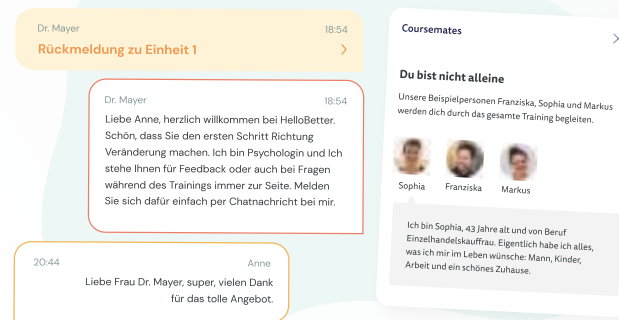 Dr. Mayer 18:54
Rückmeldung zu Einheit 1
Dr. Mayer 18:54
Liebe Anne, herzlich willkommen bei HelloBetter.
Schön, dass Sie den ersten Schritt Richtung
Veränderung machen. Ich bin Psychologin und Ich
stehe Ihnen für Feedback oder auch bei Fragen
während des Trainings immer zur Seite. Melden
Sie sich dafür einfach per Chatnachricht bei mir.
20:44 Anne
Liebe Frau Dr. Mayer, super, vielen Dank
für das tolle Angebot.
Coursemates
Du bist nicht alleine
Unsere Beispielpersonen Franziska, Sophia und Markus
werden dich durch das gesamte Training begleiten.
Sophia Franziska Markus
Ich bin Sophia, 43 Jahre alt und von Beruf
Einzelhandelskauffrau. Eigentlich habe ich alles,
was ich mir im Leben wünsche: Mann, Kinder,
Arbeit und ein schönes Zuhause.